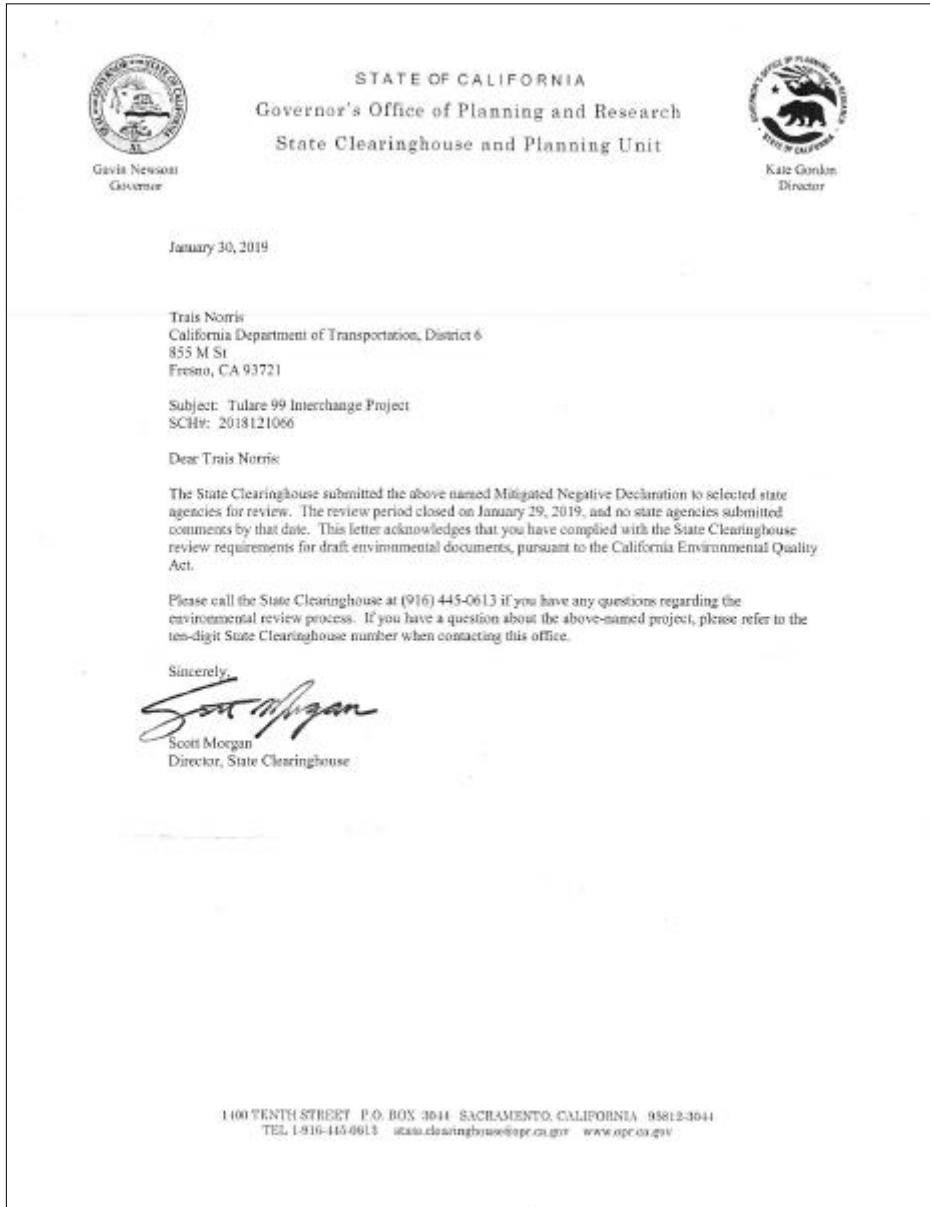 STATE OF CALIFORNIA
Governor's Office of Planning and Research
State Clearinghouse and Planning Unit
Gavin Newsom
Governor
Kate Gordon
Director
January 30, 2019
Trais Norris
California Department of Transportation, District 6
855 M St
Fresno, CA 93721
Subject: Tulare 99 Interchange Project
SCH#: 2018121066
Dear Trais Norris:
The State Clearinghouse submitted the above named Mitigated Negative Declaration to selected state
agencies for review. The review period closed on January 29, 2019, and no state agencies submitted
comments by that date. This letter acknowledges that you have complied with the State Clearinghouse
review requirements for draft environmental documents, pursuant to the California Environmental Quality
Act.
Please call the State Clearinghouse at (916) 445-0613 if you have any questions regarding the
environmental review process. If you have a question about the above-named project, please refer to the
ten-digit State Clearinghouse number when contacting this office.
Sincerely,
Scott Morgan
Scott Morgan
Director, State Clearinghouse
1400 TENTH STREET P.O. BOX 3044 SACRAMENTO, CALIFORNIA 95812-3044
TEL 1-916-445-0613 state.clearinghouse@opr.ca.gov www.opr.ca.gov